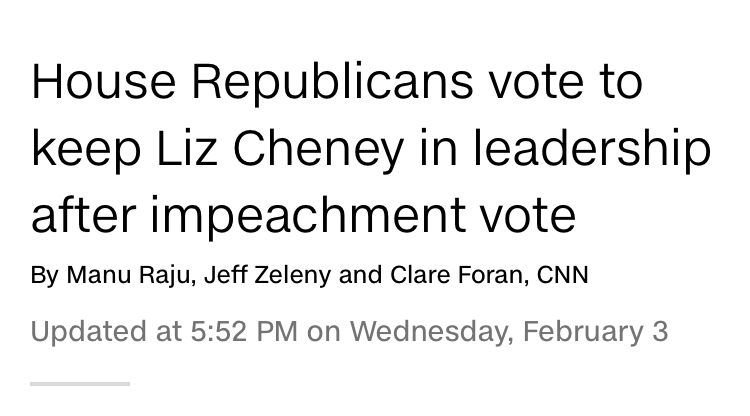 House Republicans vote to
keep Liz Cheney in leadership
after impeachment vote
By Manu Raju, Jeff Zeleny and Clare Foran, CNN
Updated at 5:52 PM on Wednesday, February 3